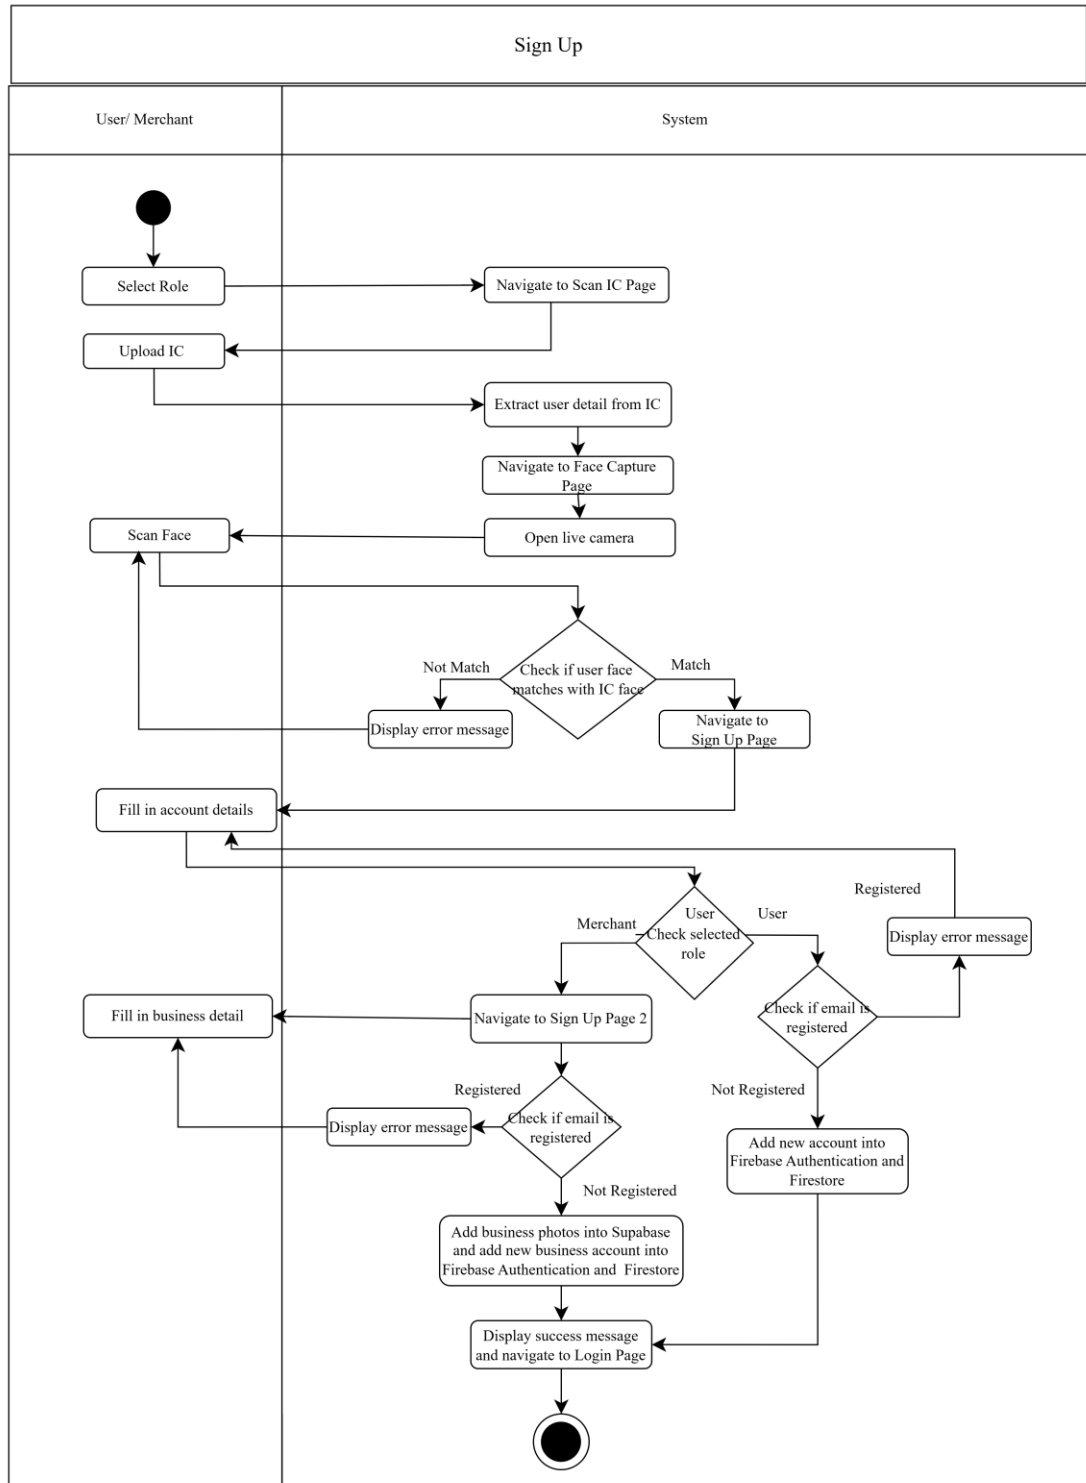 Sign Up
User/ Merchant
System
Select Role
Navigate to Scan IC Page
Upload IC
Extract user detail from IC
Navigate to Face Capture
Page
Scan Face
Open live camera
Not Match
Check if user face
matches with IC face
Match
Display error message
Navigate to
Sign Up Page
Fill in account details
Registered
Merchant
User
Check selected
role
User
Display error message
Fill in business detail
Navigate to Sign Up Page 2
Check if email is
registered
Registered
Display error message
Check if email is
registered
Not Registered
Add new account into
Firebase Authentication and
Firestore
Not Registered
Add business photos into Supabase
and add new business account into
Firebase Authentication and Firestore
Display success message
and navigate to Login Page